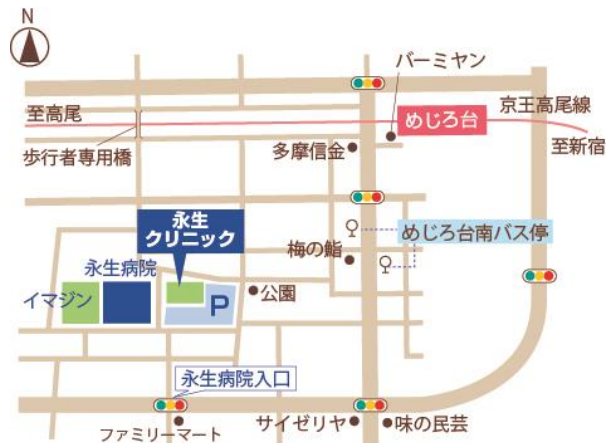 N
バーミヤン
至高尾
めじろ台
京王高尾線
歩行者専用橋
多摩信金
至新宿
永生
クリニック
めじろ台南バス停
梅の鮨
永生病院
イマジン
P
公園
永生病院入口
ファミリーマート
サイゼリヤ
味の民芸